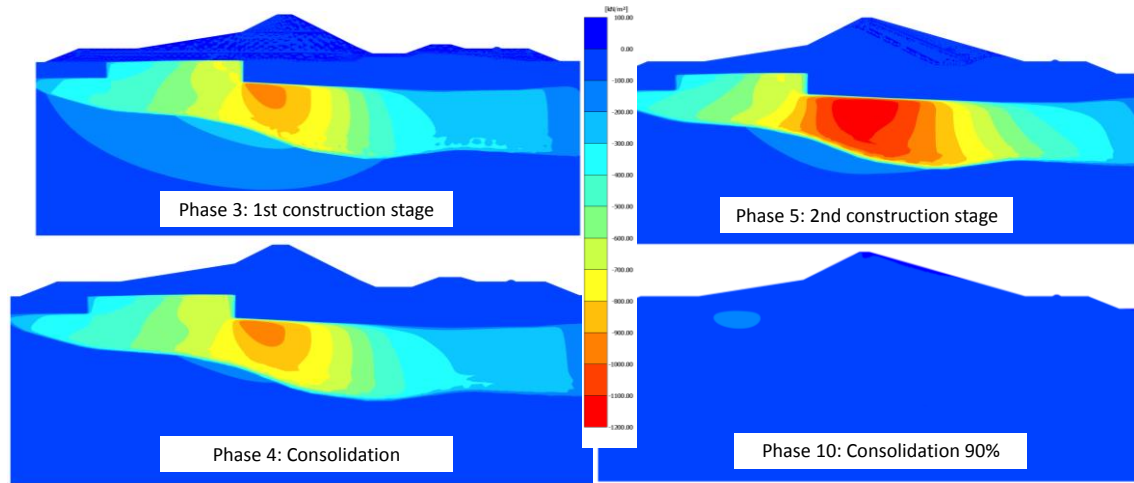 [kN/m²]
100.00
0.00
-100.00
-200.00
-300.00
-400.00
-500.00
-600.00
-700.00
-800.00
-900.00
-1000.00
-1100.00
-1200.00
Phase 3: 1st construction stage
Phase 5: 2nd construction stage
Phase 4: Consolidation
Phase 10: Consolidation 90%